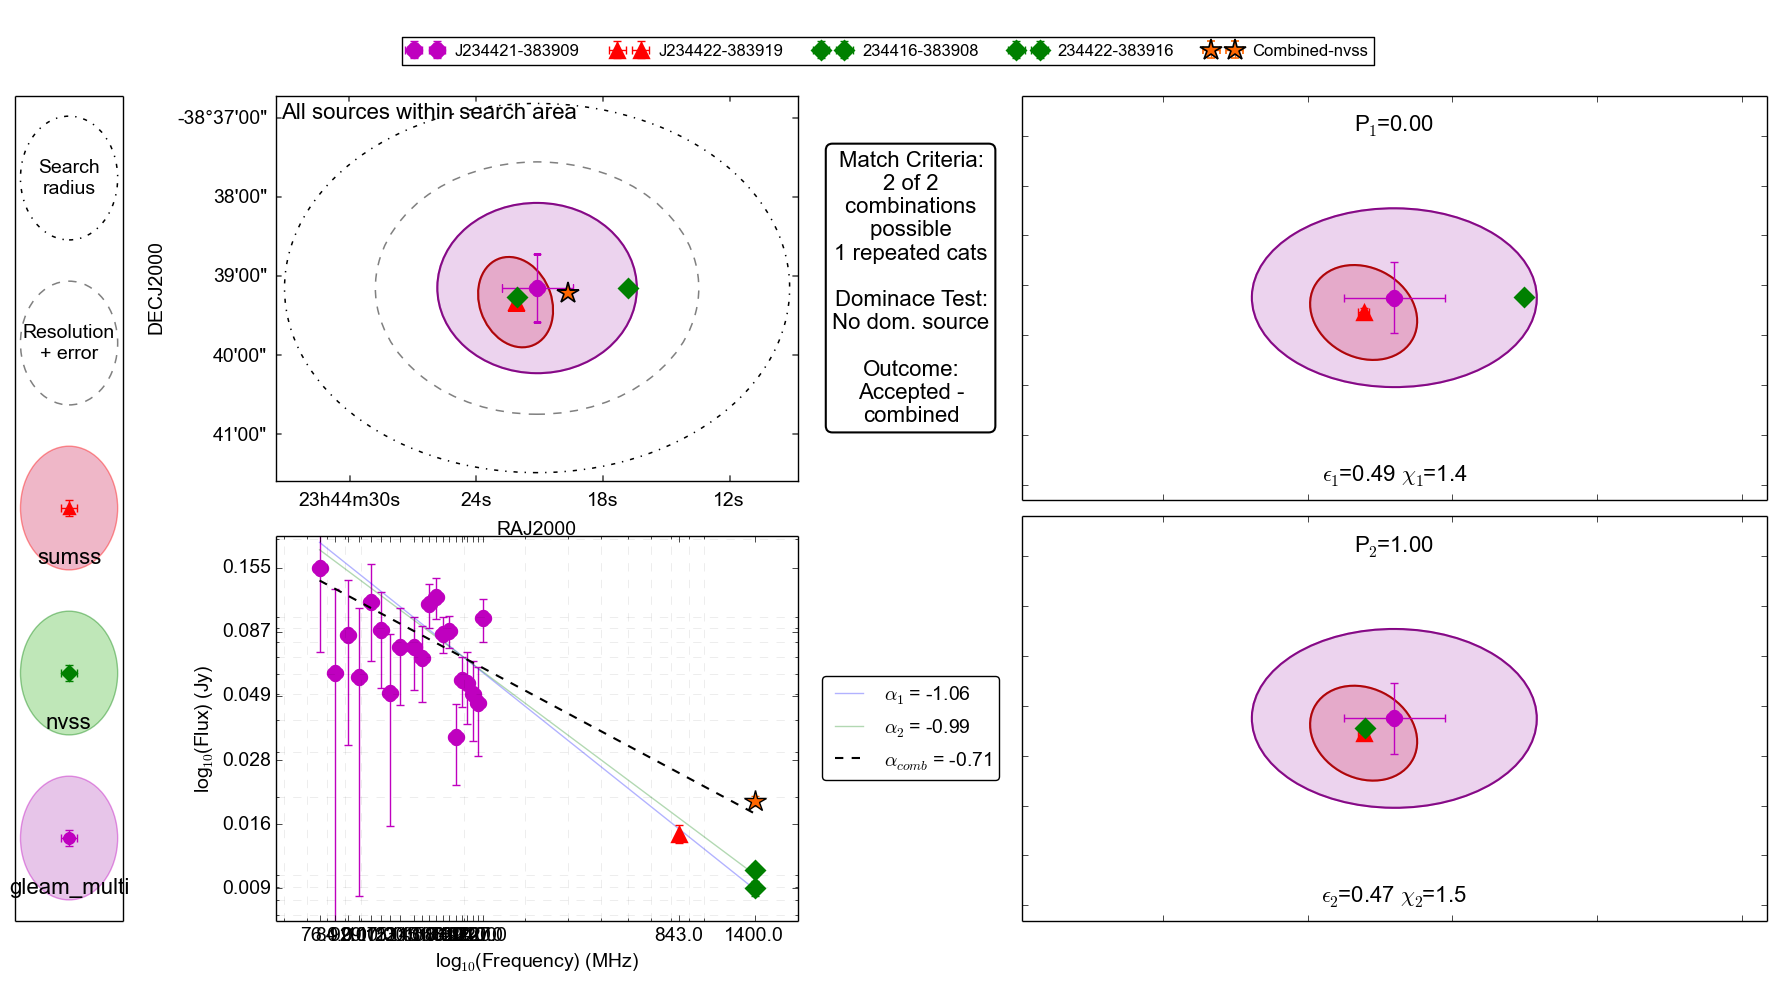 J234421-383909 J234422-383919 234416-383908 234422-383916 Combined-nvss
Search
radius
Resolution
+ error
sumss
nvss
gleam_multi
All sources within search area
DECJ2000
-38°37'00"
38'00"
39'00"
40'00"
41'00"
23h44m30s 24s 18s 12s
RAJ2000
Match Criteria:
2 of 2
combinations
possible
1 repeated cats
Dominace Test:
No dom. source
Outcome:
Accepted -
combined
P1=0.00
ϵ1=0.49 χ1=1.4
P2=1.00
ϵ2=0.47 χ2=1.5
log10(Flux) (Jy)
0.155
0.087
0.049
0.028
0.016
0.009
843.0 1400.0
log10(Frequency) (MHz)
α1 = -1.06
α2 = -0.99
αcomb = -0.71